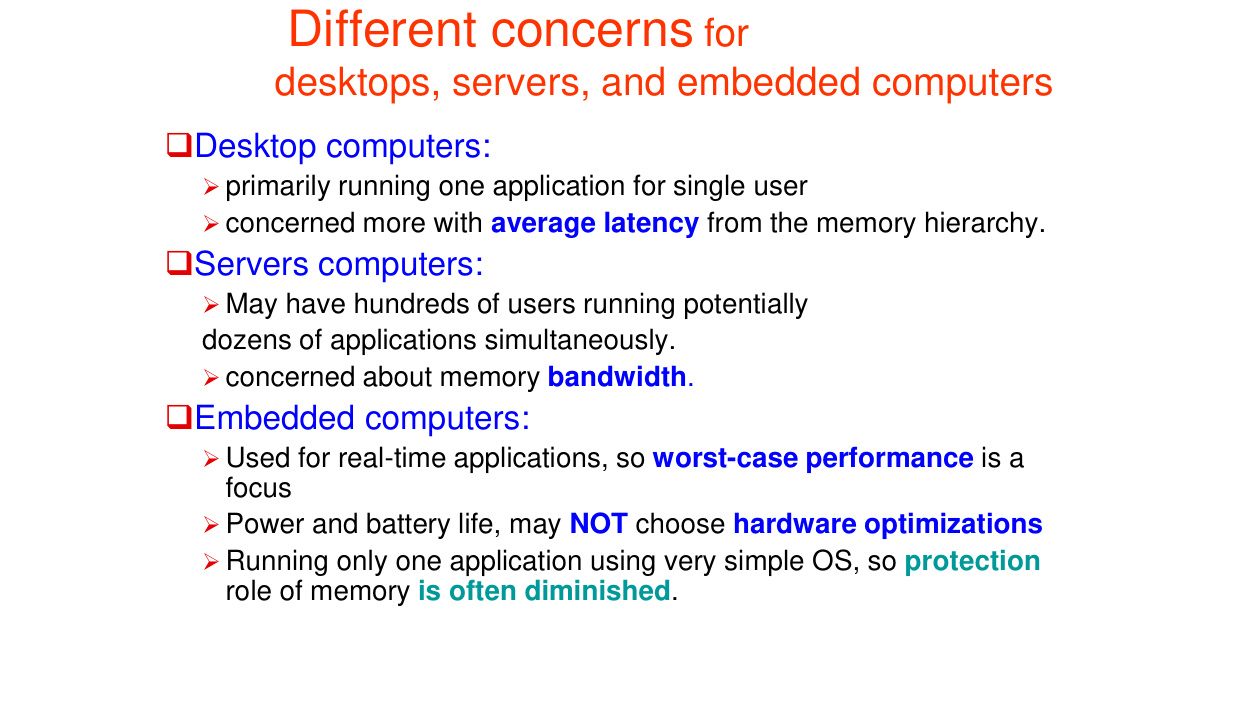 Different concerns for
desktops, servers, and embedded computers
❑Desktop computers:
➢ primarily running one application for single user
➢ concerned more with average latency from the memory hierarchy.
❑Servers computers:
➢ May have hundreds of users running potentially
dozens of applications simultaneously.
➢ concerned about memory bandwidth.
❑Embedded computers:
➢ Used for real-time applications, so worst-case performance is a
focus
➢ Power and battery life, may NOT choose hardware optimizations
➢ Running only one application using very simple OS, so protection
role of memory is often diminished.